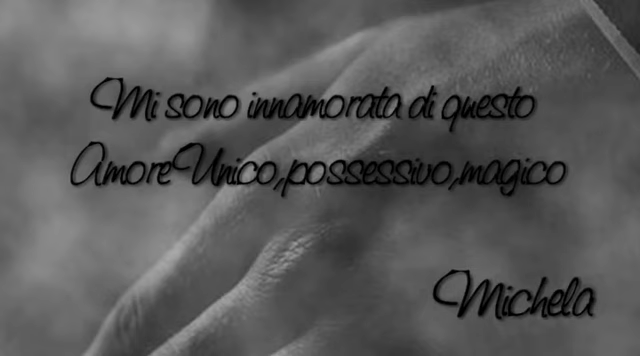 Mi sono innamorata di questo
Amore Unico,possessivo,magico
Michela